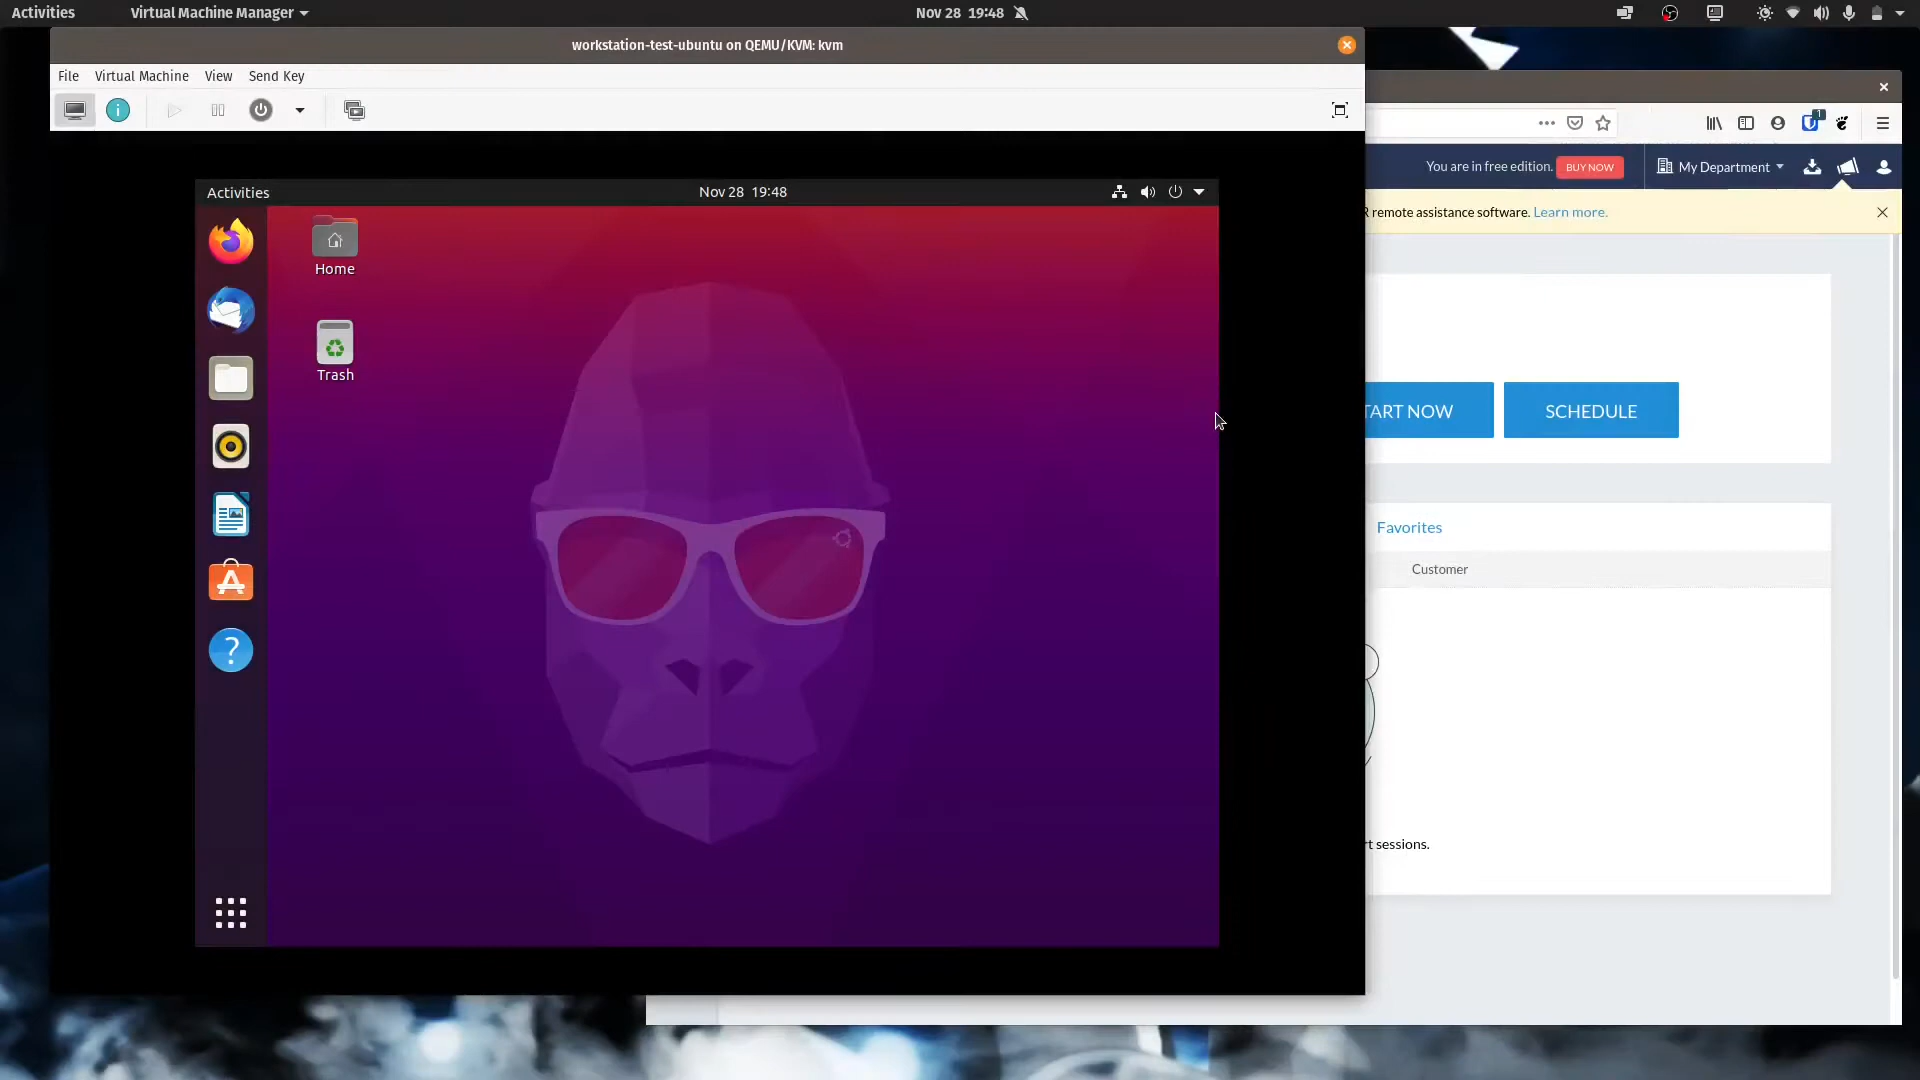 Activities
Virtual Machine Manager
Nov 28 19:48
workstation-test-ubuntu on QEMU/KVM: kvm
File Virtual Machine View Send Key
You are in free edition. BUY NOW
My Department
R remote assistance software. Learn more.
Activities
Nov 28 19:48
Home
Trash
TART NOW
SCHEDULE
Favorites
Customer
rt sessions.